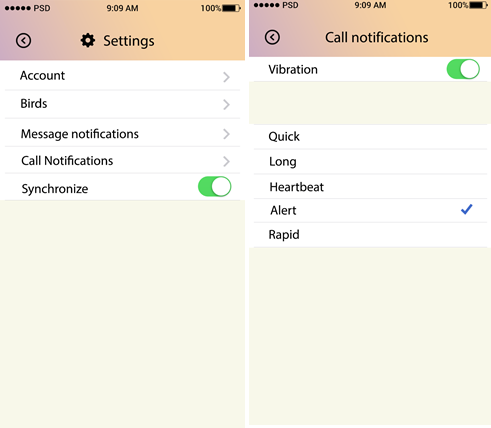 ●●●●● PSD 9:09 AM 100%
Settings
Account
Birds
Message notifications
Call Notifications
Synchronize
●●●●● PSD 9:09 AM 100%
Call notifications
Vibration
Quick
Long
Heartbeat
Alert
Rapid